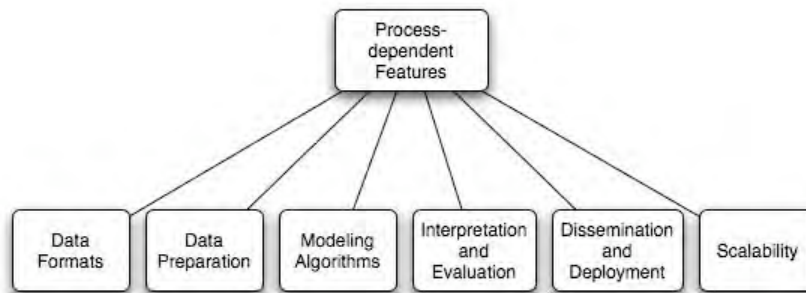 Process-
dependent
Features
Data
Formats
Data
Preparation
Modeling
Algorithms
Interpretation
and
Evaluation
Dissemination
and
Deployment
Scalability